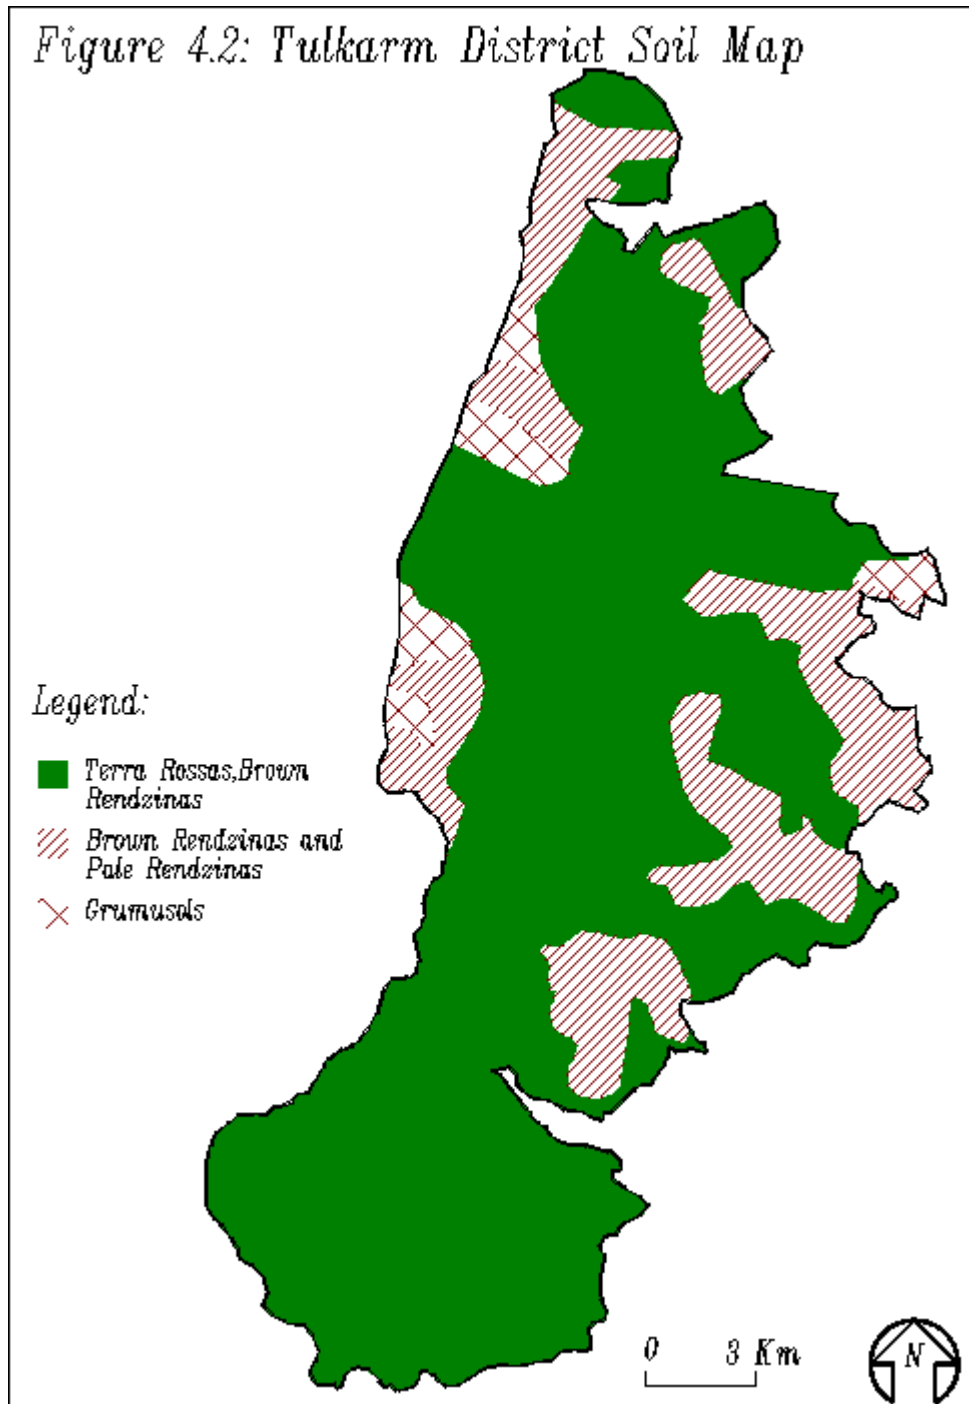 Figure 4.2: Tulkarm District Soil Map
Legend:
Terra Rossas,Brown
Rendzinas
Brown Rendzinas and
Pale Rendzinas
Grumusols
0 3 Km
N